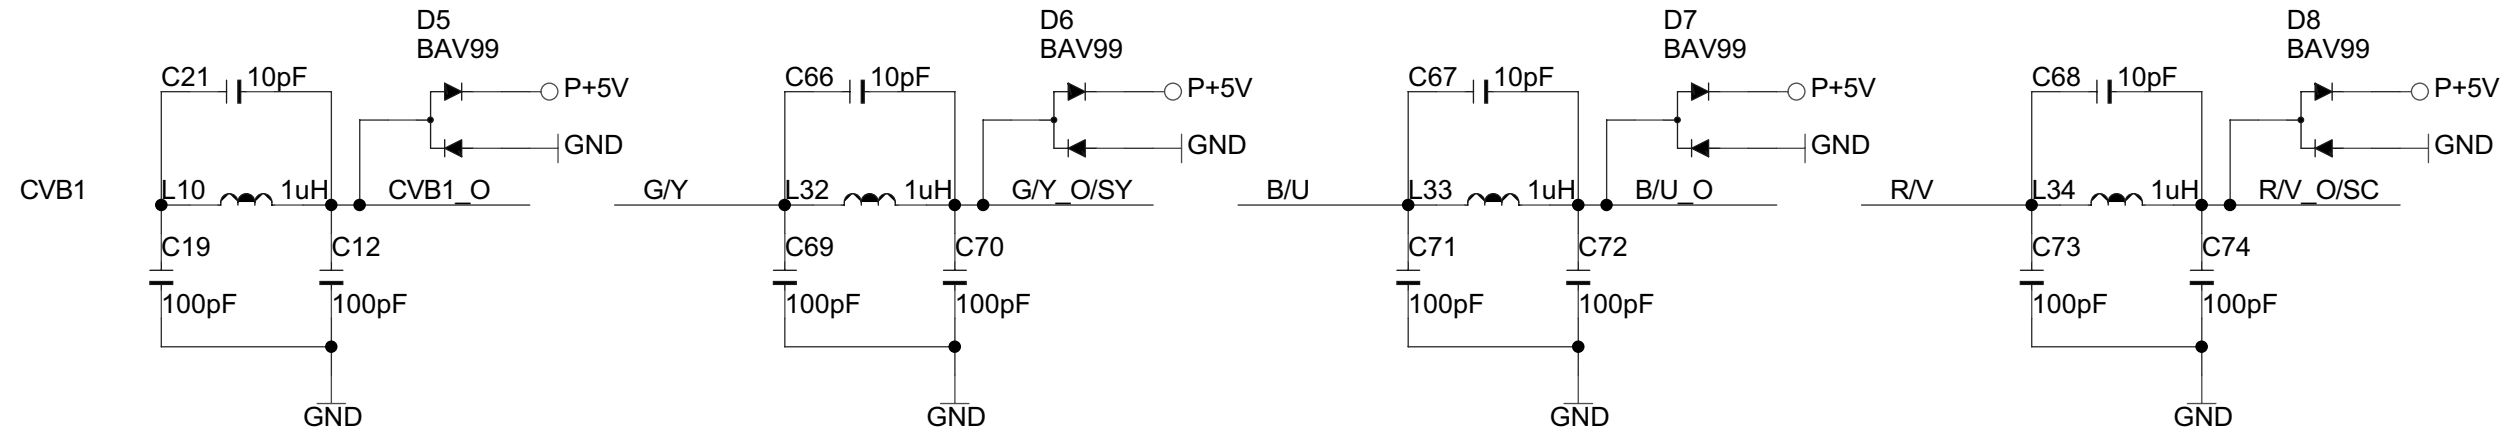 D5
BAV99
C21 10pF
P+5V
GND
CVB1
L10 1uH
CVB1_O
C19
C12
100pF
100pF
GND
D6
BAV99
C66 10pF
P+5V
GND
G/Y
L32 1uH
G/Y_O/SY
C69
C70
100pF
100pF
GND
D7
BAV99
C67 10pF
P+5V
GND
B/U
L33 1uH
B/U_O
C71
C72
100pF
100pF
GND
D8
BAV99
C68 10pF
P+5V
GND
R/V
L34 1uH
R/V_O/SC
C73
C74
100pF
100pF
GND